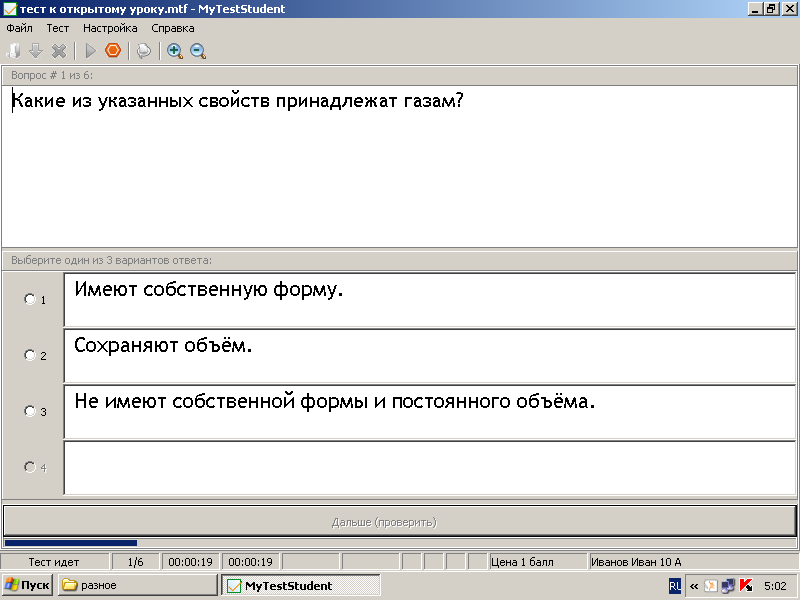 тест к открытому уроку.mtf - MyTestStudent
Файл Тест Настройка Справка
Вопрос # 1 из 6:
Какие из указанных свойств принадлежат газам?
Выберите один из 3 вариантов ответа:
1 Имеют собственную форму.
2 Сохраняют объём.
3 Не имеют собственной формы и постоянного объёма.
4
Дальше (проверить)
Тест идет 1/6 00:00:19 00:00:19 Цена 1 балл Иванов Иван 10 А
Пуск разное MyTestStudent RU « 5:02